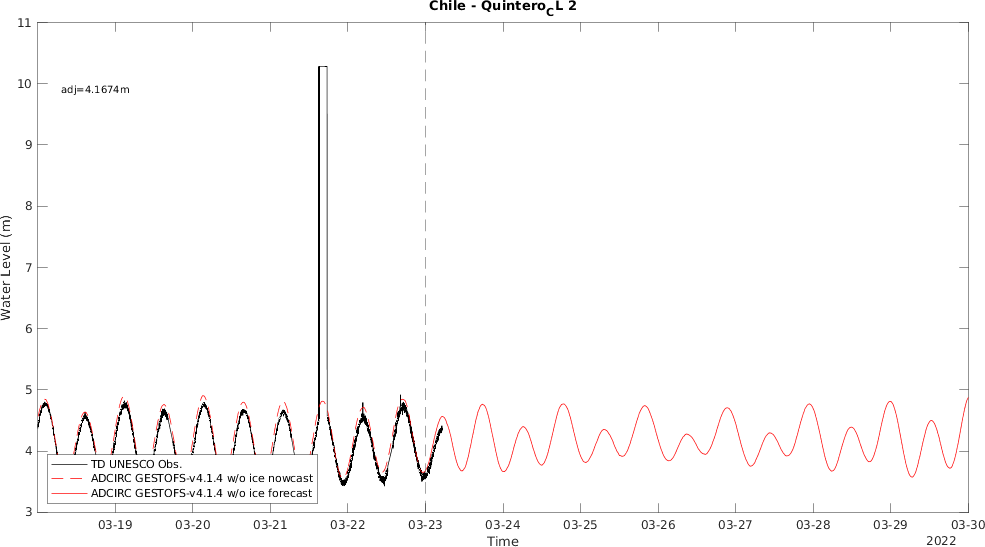 Chile - Quintero_CL 2
11
10
9
8
7
6
5
4
3
Water Level (m)
adj=4.1674m
TD UNESCO Obs.
ADCIRC GESTOFS-v4.1.4 w/o ice nowcast
ADCIRC GESTOFS-v4.1.4 w/o ice forecast
03-19 03-20 03-21 03-22 03-23 03-24 03-25 03-26 03-27 03-28 03-29 03-30
Time
2022